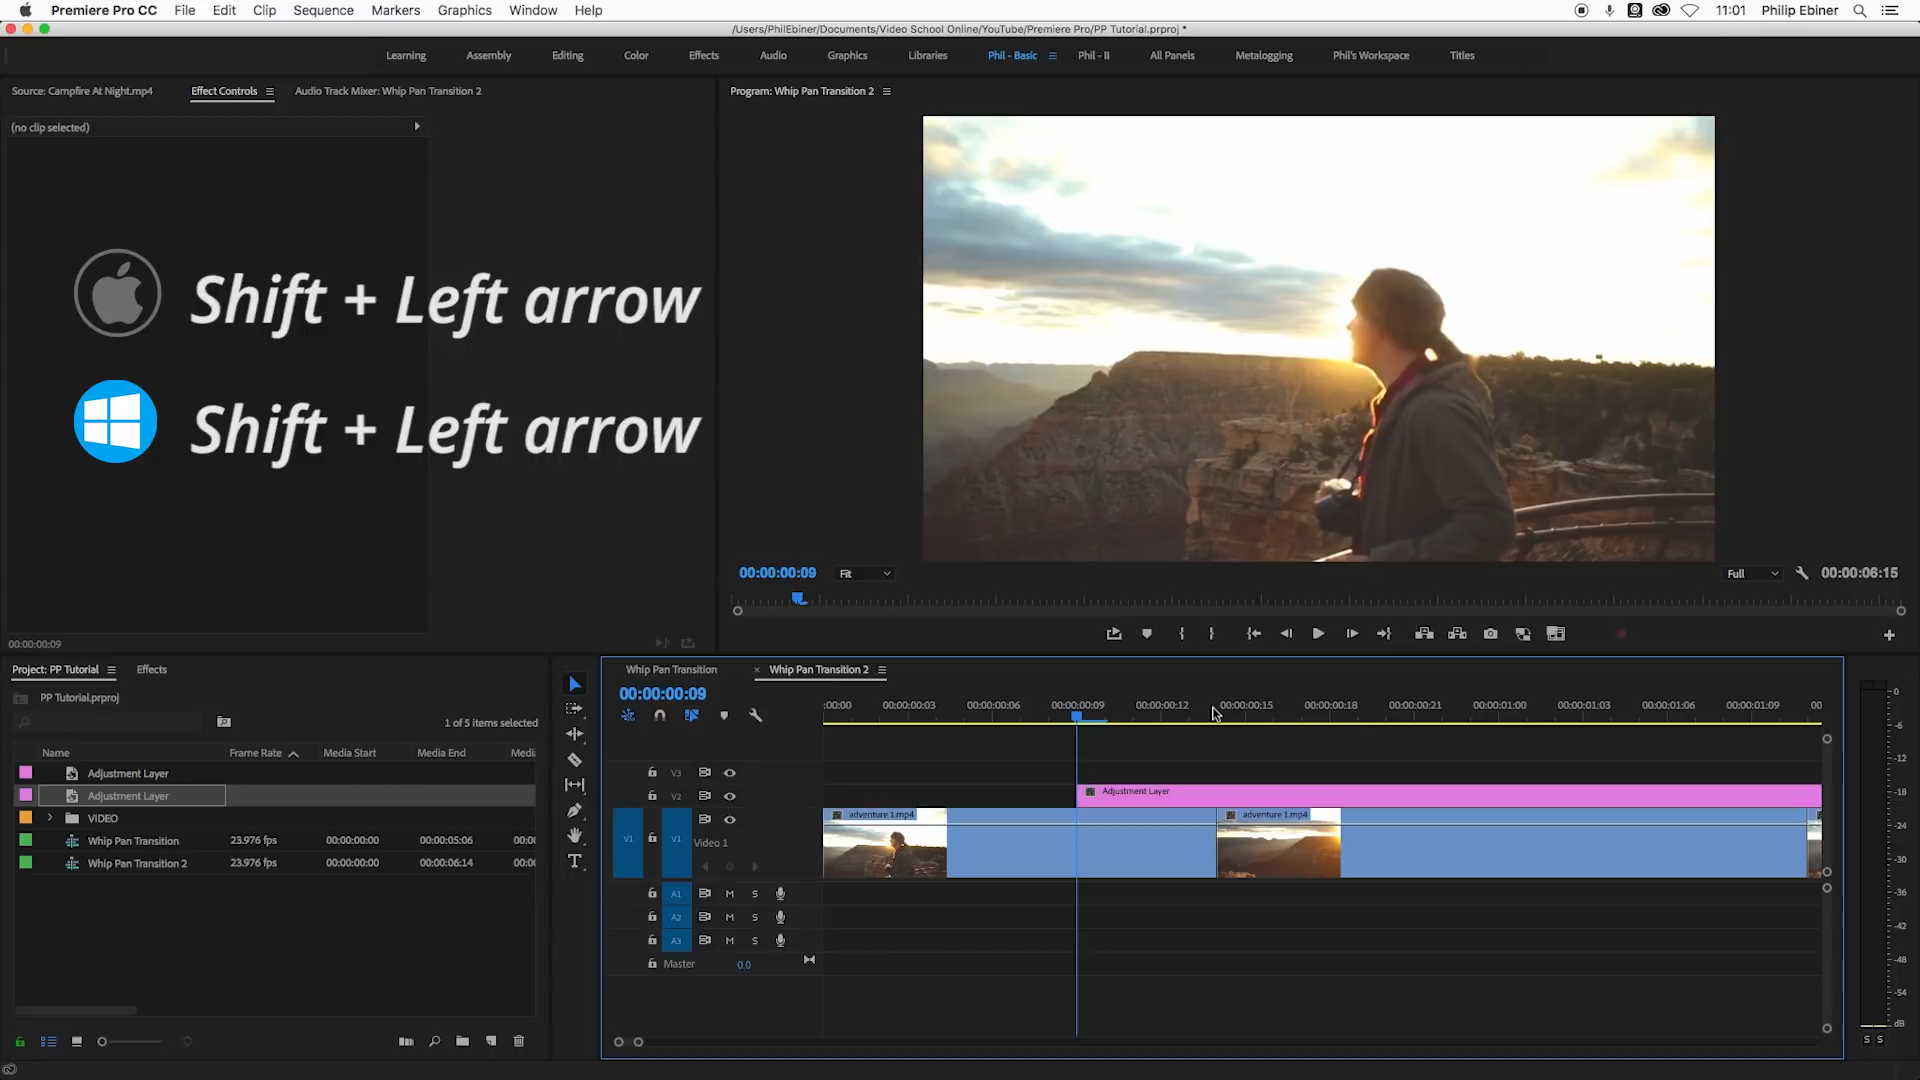 Premiere Pro CC File Edit Clip Sequence Markers Graphics Window Help 11:01 Philip Ebiner
/Users/PhilEbiner/Documents/Video School Online/YouTube/Premiere Pro/PP Tutorial.prproj *
Learning Assembly Editing Color Effects Audio Graphics Libraries Phil - Basic Phil - II All Panels Metalogging Phil's Workspace Titles
Source: Campfire At Night.mp4 Effect Controls Audio Track Mixer: Whip Pan Transition 2 Program: Whip Pan Transition 2
(no clip selected)
Shift + Left arrow
Shift + Left arrow
00:00:00:09 Fit Full 00:00:06:15
00:00:00:09
Project: PP Tutorial Effects
PP Tutorial.prproj
1 of 5 items selected
Name Frame Rate Media Start Media End Medi
Adjustment Layer
Adjustment Layer
VIDEO
Whip Pan Transition 23.976 fps 00:00:00:00 00:00:05:06 00:0
Whip Pan Transition 2 23.976 fps 00:00:00:00 00:00:06:14 00:0
Whip Pan Transition × Whip Pan Transition 2
00:00:00:09
:00:00 00:00:00:03 00:00:00:06 00:00:00:09 00:00:00:12 00:00:00:15 00:00:00:18 00:00:00:21 00:00:01:00 00:00:01:03 00:00:01:06 00:00:01:09 00
V3
V2 Adjustment Layer
adventure 1.mp4 adventure 1.mp4
V1 V1 Video 1
A1 M S
A2 M S
A3 M S
Master 0.0
0
-6
-12
-18
-24
-30
-36
-42
-48
-54
dB
S S